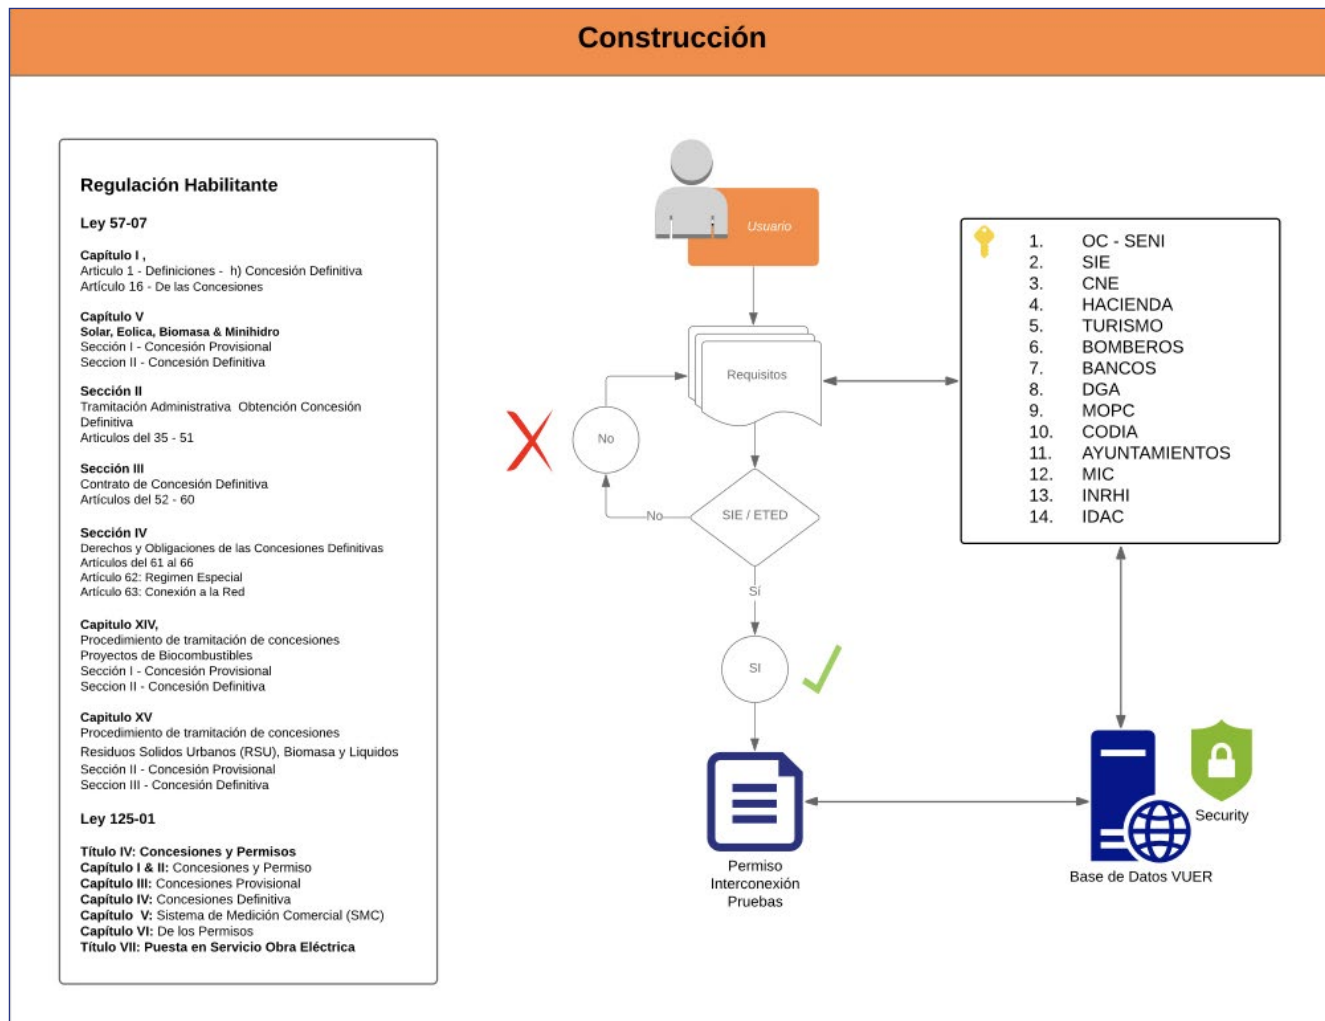 Construcción
Regulación Habilitante
Ley 57-07
Capítulo I ,
Articulo 1 - Definiciones - h) Concesión Definitiva
Artículo 16 - De las Concesiones
Capítulo V
Solar, Eolica, Biomasa & Minihidro
Sección I - Concesión Provisional
Seccion II - Concesión Definitiva
Sección II
Tramitación Administrativa Obtención Concesión
Definitiva
Articulos del 35 - 51
Sección III
Contrato de Concesión Definitiva
Artículos del 52 - 60
Sección IV
Derechos y Obligaciones de las Concesiones Definitivas
Artículos del 61 al 66
Artículo 62: Regimen Especial
Artículo 63: Conexión a la Red
Capitulo XIV,
Procedimiento de tramitación de concesiones
Proyectos de Biocombustibles
Sección I - Concesión Provisional
Seccion II - Concesión Definitiva
Capitulo XV
Procedimiento de tramitación de concesiones
Residuos Solidos Urbanos (RSU), Biomasa y Liquidos
Sección II - Concesión Provisional
Seccion III - Concesión Definitiva
Ley 125-01
Título IV: Concesiones y Permisos
Capítulo I & II: Concesiones y Permiso
Capítulo III: Concesiones Provisional
Capítulo IV: Concesiones Definitiva
Capítulo V: Sistema de Medición Comercial (SMC)
Capítulo VI: De los Permisos
Título VII: Puesta en Servicio Obra Eléctrica
Usuario
Requisitos
No
No
SIE / ETED
Sí
SI
Permiso
Interconexión
Pruebas
1. OC - SENI
2. SIE
3. CNE
4. HACIENDA
5. TURISMO
6. BOMBEROS
7. BANCOS
8. DGA
9. MOPC
10. CODIA
11. AYUNTAMIENTOS
12. MIC
13. INRHI
14. IDAC
Security
Base de Datos VUER